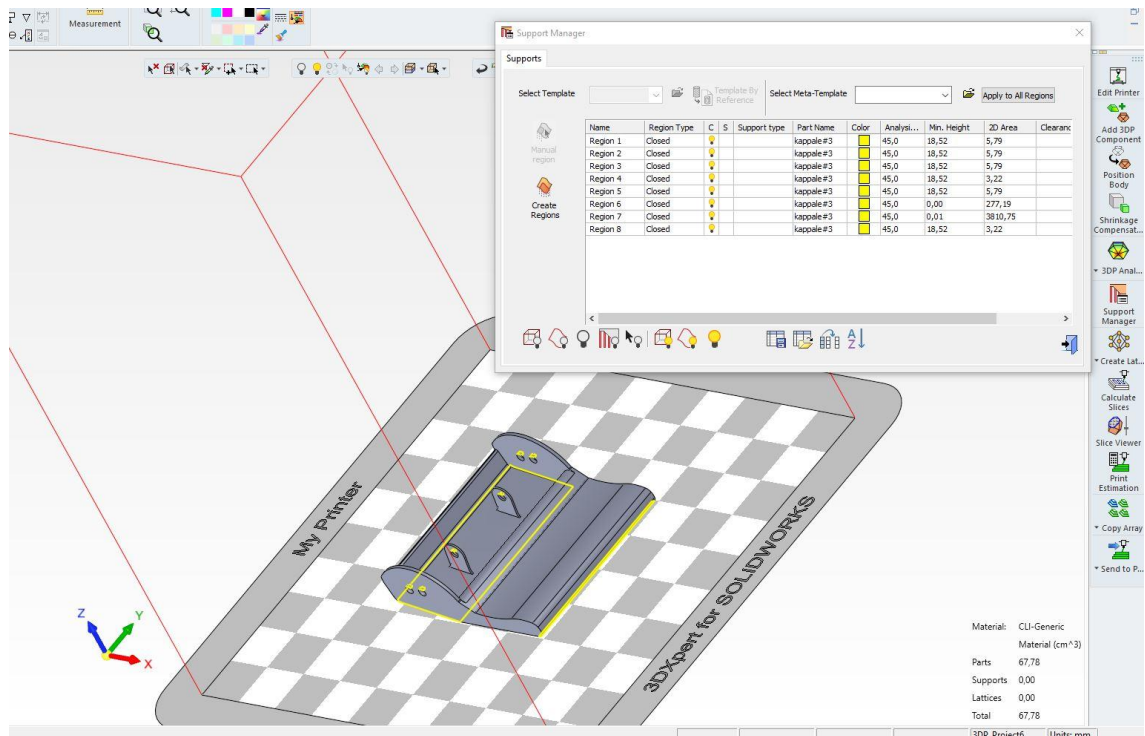 Measurement
Support Manager
Supports
Select Template
Template By
Reference
Select Meta-Template
Apply to All Regions
Manual
region
Create
Regions
Name Region Type C S Support type Part Name Color Analysi... Min. Height 2D Area Clearanc
Region 1 Closed kappale#3 45,0 18,52 5,79
Region 2 Closed kappale#3 45,0 18,52 5,79
Region 3 Closed kappale#3 45,0 18,52 5,79
Region 4 Closed kappale#3 45,0 18,52 3,22
Region 5 Closed kappale#3 45,0 18,52 5,79
Region 6 Closed kappale#3 45,0 0,00 277,19
Region 7 Closed kappale#3 45,0 0,01 3810,75
Region 8 Closed kappale#3 45,0 18,52 3,22
A
Z
Edit Printer
Add 3DP
Component
Position
Body
Shrinkage
Compensat...
3DP Anal...
Support
Manager
Create Lat...
Calculate
Slices
Slice Viewer
Print
Estimation
Copy Array
Send to P...
My Printer
3DXpert for SOLIDWORKS
Z
Y
X
Material: CLI-Generic
Material (cm^3)
Parts 67,78
Supports 0,00
Lattices 0,00
Total 67,78
3DP_Project6 Units: mm